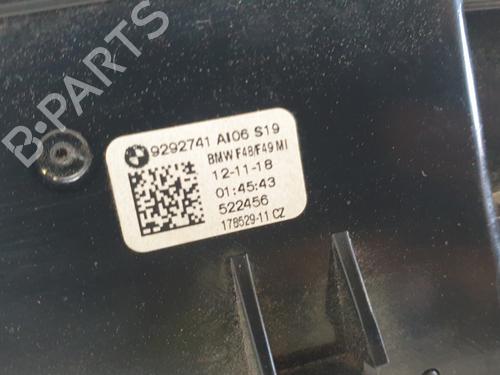 B-PARTS
9292741 AI06 S19
BMW F48/F49 MI
12-11-18
01:45:43
522456
178529-11 CZ